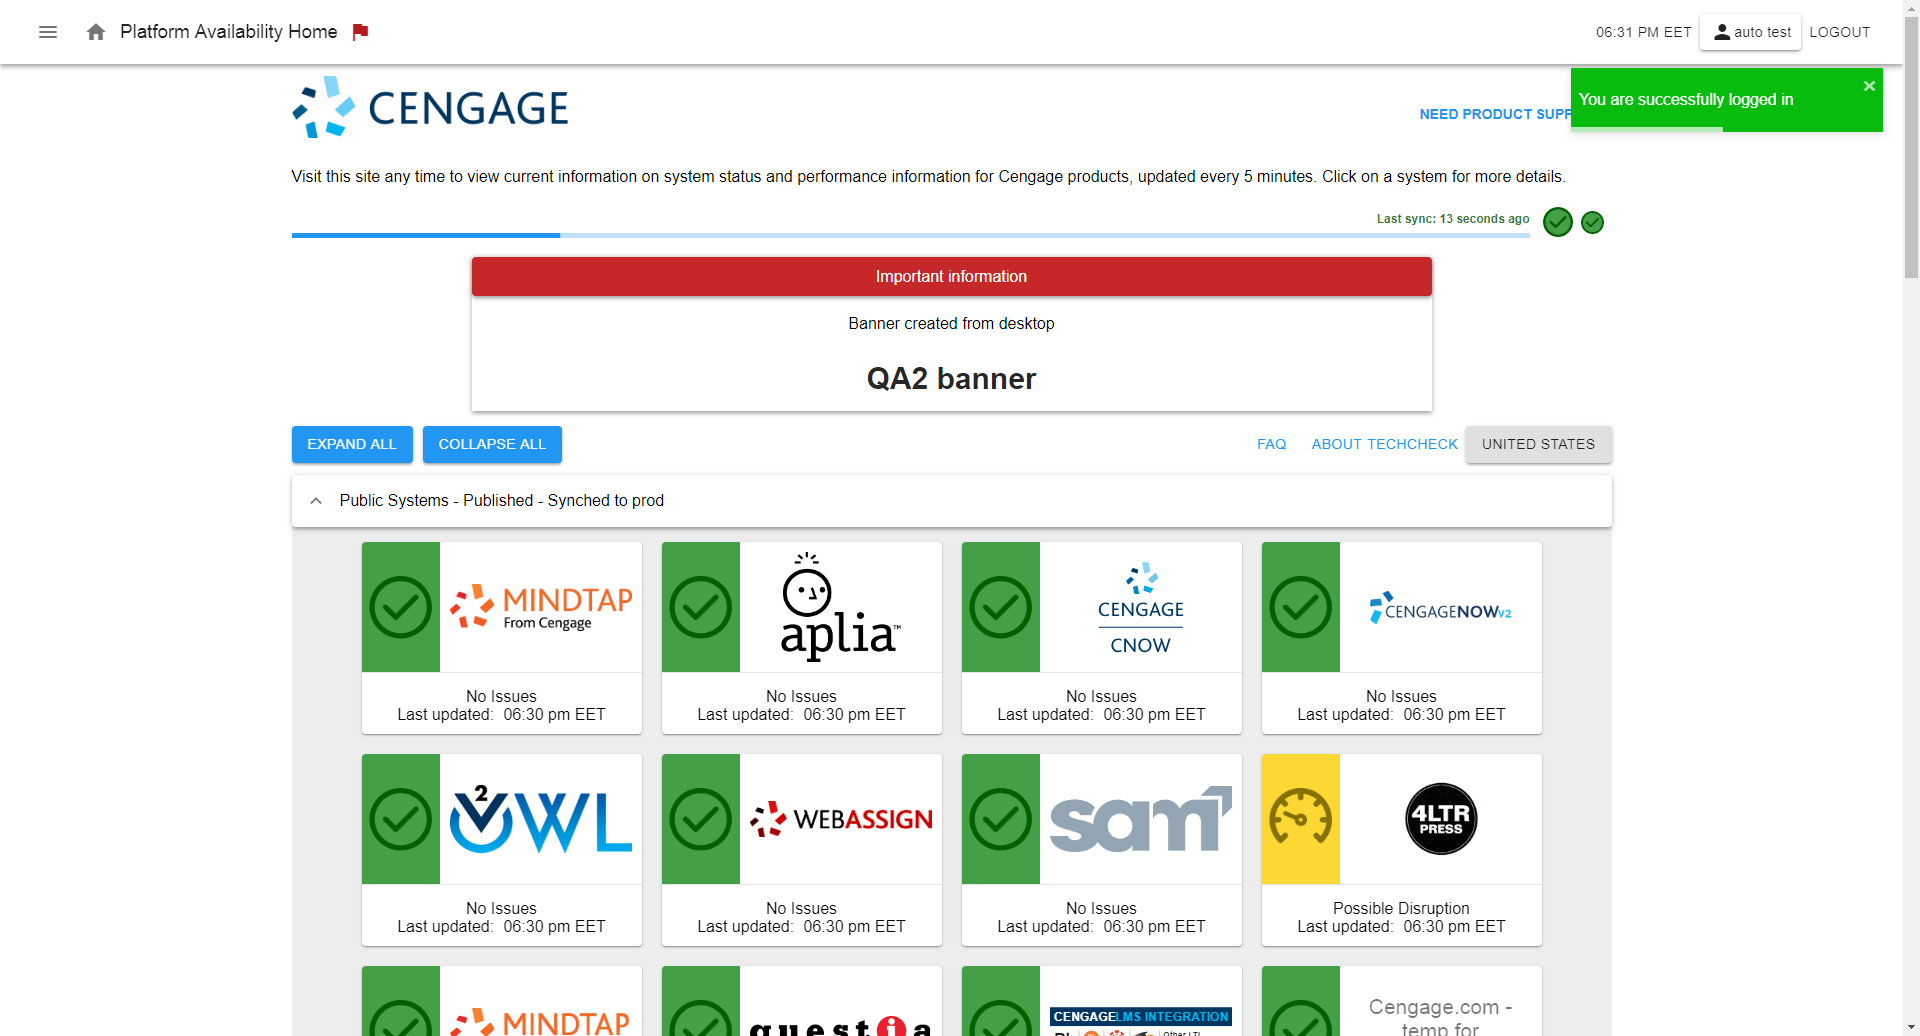 Platform Availability Home
06:31 PM EET
auto test
LOGOUT
You are successfully logged in
CENGAGE
NEED PRODUCT SUPP
Visit this site any time to view current information on system status and performance information for Cengage products, updated every 5 minutes. Click on a system for more details.
Last sync: 13 seconds ago
Important information
Banner created from desktop
QA2 banner
EXPAND ALL
COLLAPSE ALL
FAQ
ABOUT TECHCHECK
UNITED STATES
Public Systems - Published - Synched to prod
MINDTAP
From Cengage
No Issues
Last updated: 06:30 pm EET
aplia™
No Issues
Last updated: 06:30 pm EET
CENGAGE
CNOW
No Issues
Last updated: 06:30 pm EET
CENGAGENOWv2
No Issues
Last updated: 06:30 pm EET
OWL
2
No Issues
Last updated: 06:30 pm EET
WEBASSIGN
No Issues
Last updated: 06:30 pm EET
sam
No Issues
Last updated: 06:30 pm EET
4LTR
PRESS
Possible Disruption
Last updated: 06:30 pm EET
MINDTAP
questia
CENGAGELMS INTEGRATION
Other LTI
Cengage.com -
temp for